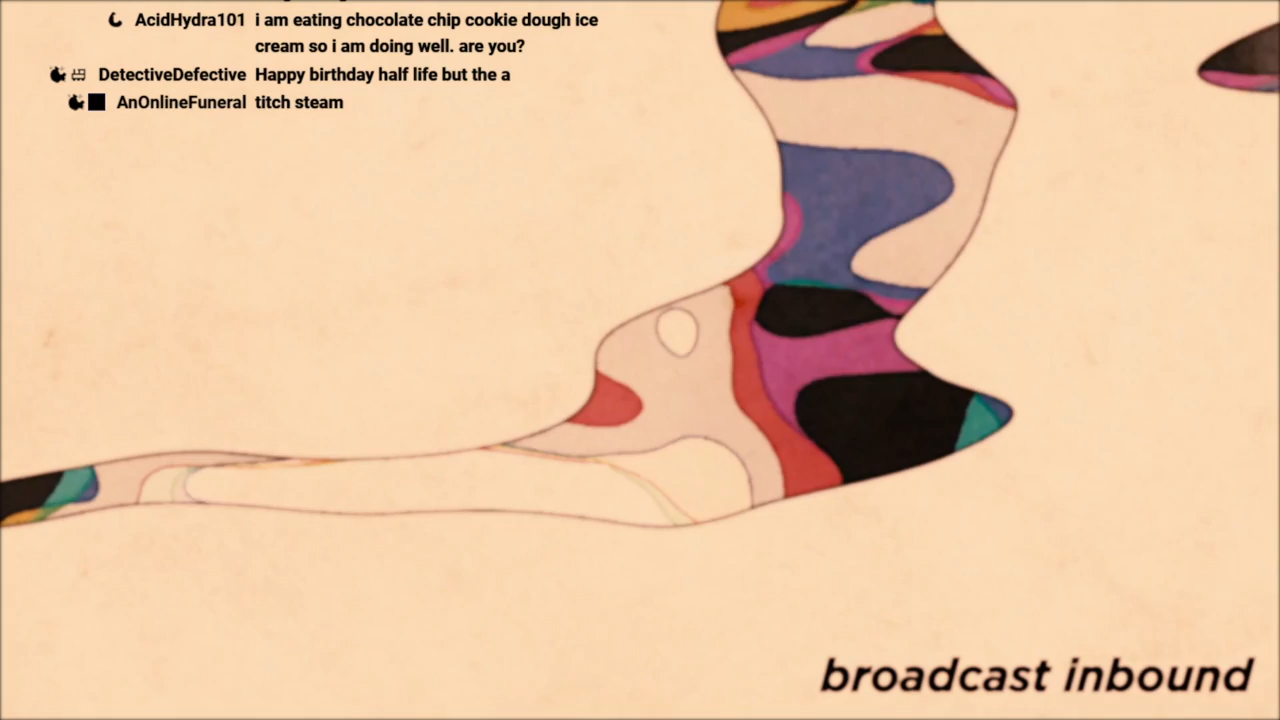 AcidHydra101 i am eating chocolate chip cookie dough ice
cream so i am doing well. are you?
DetectiveDefective Happy birthday half life but the a
AnOnlineFuneral titch steam
broadcast inbound